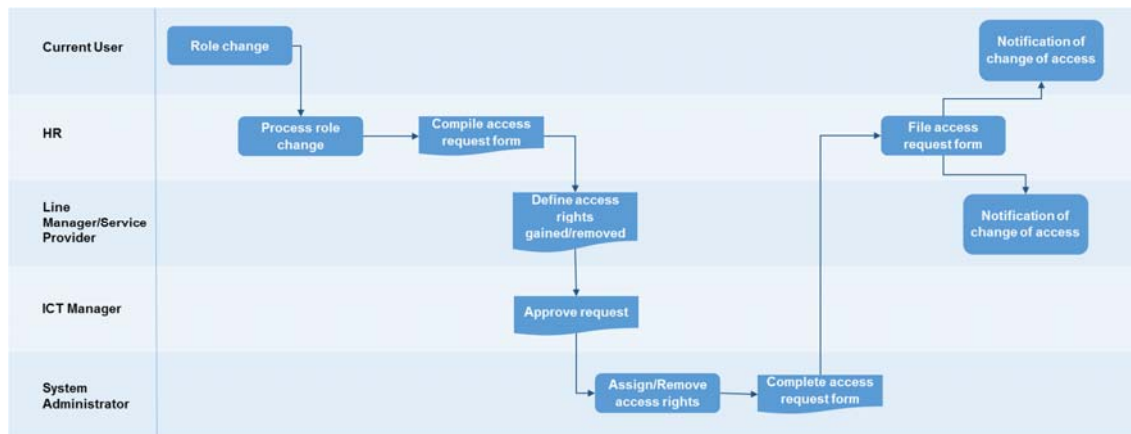 Current User
Role change
Notification of
change of access
HR
Process role
change
Compile access
request form
File access
request form
Line
Manager/Service
Provider
Define access
rights
gained/removed
Notification of
change of access
ICT Manager
Approve request
System
Administrator
Assign/Remove
access rights
Complete access
request form